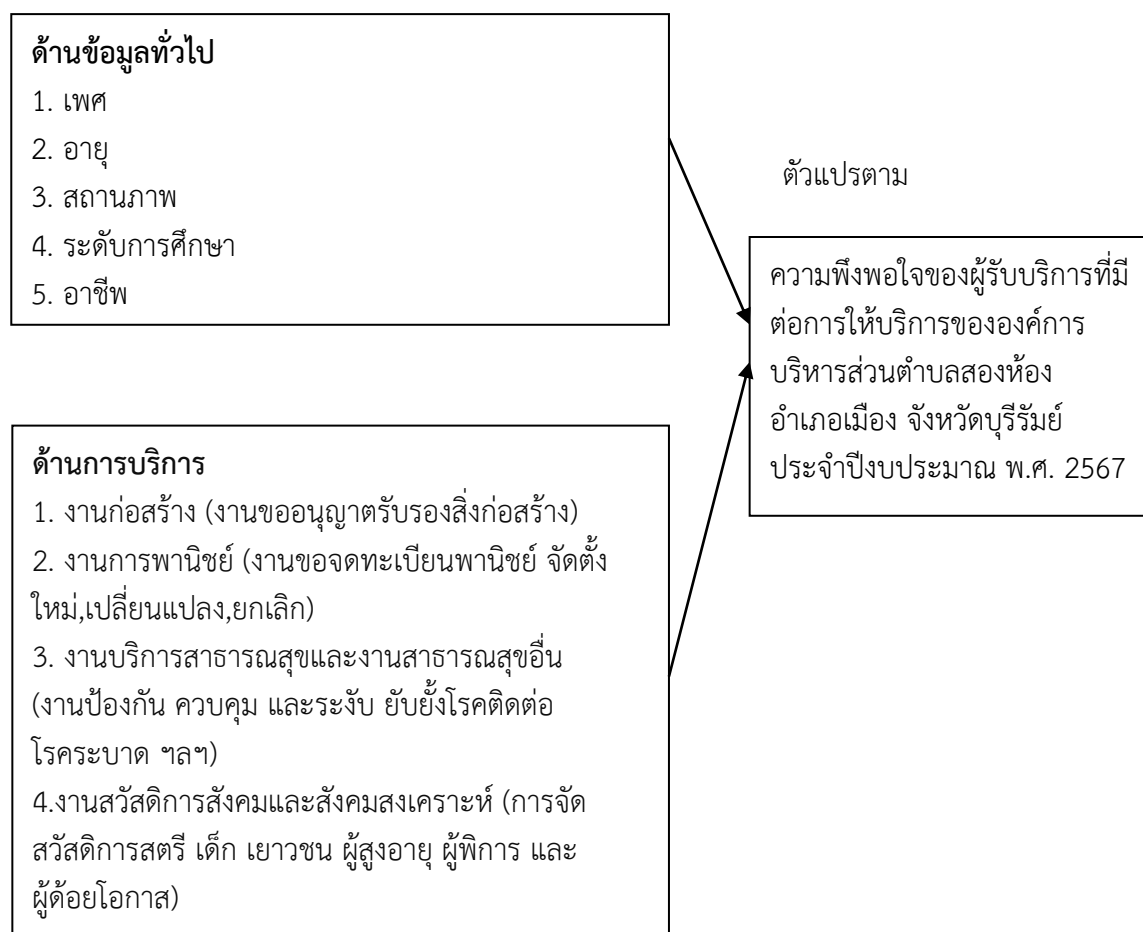 ด้านข้อมูลทั่วไป
1. เพศ
2. อายุ
3. สถานภาพ
4. ระดับการศึกษา
5. อาชีพ
ตัวแปรตาม
ความพึงพอใจของผู้รับบริการที่มี
ต่อการให้บริการขององค์การ
บริหารส่วนตำบลสองห้อง
อำเภอเมือง จังหวัดบุรีรัมย์
ประจำปีงบประมาณ พ.ศ. 2567
ด้านการบริการ
1. งานก่อสร้าง (งานขออนุญาตรับรองสิ่งก่อสร้าง)
2. งานการพานิชย์ (งานขอจดทะเบียนพานิชย์ จัดตั้ง
ใหม่,เปลี่ยนแปลง,ยกเลิก)
3. งานบริการสาธารณสุขและงานสาธารณสุขอื่น
(งานป้องกัน ควบคุม และระงับ ยับยั้งโรคติดต่อ
โรคระบาด ฯลฯ)
4.งานสวัสดิการสังคมและสังคมสงเคราะห์ (การจัด
สวัสดิการสตรี เด็ก เยาวชน ผู้สูงอายุ ผู้พิการ และ
ผู้ด้อยโอกาส)